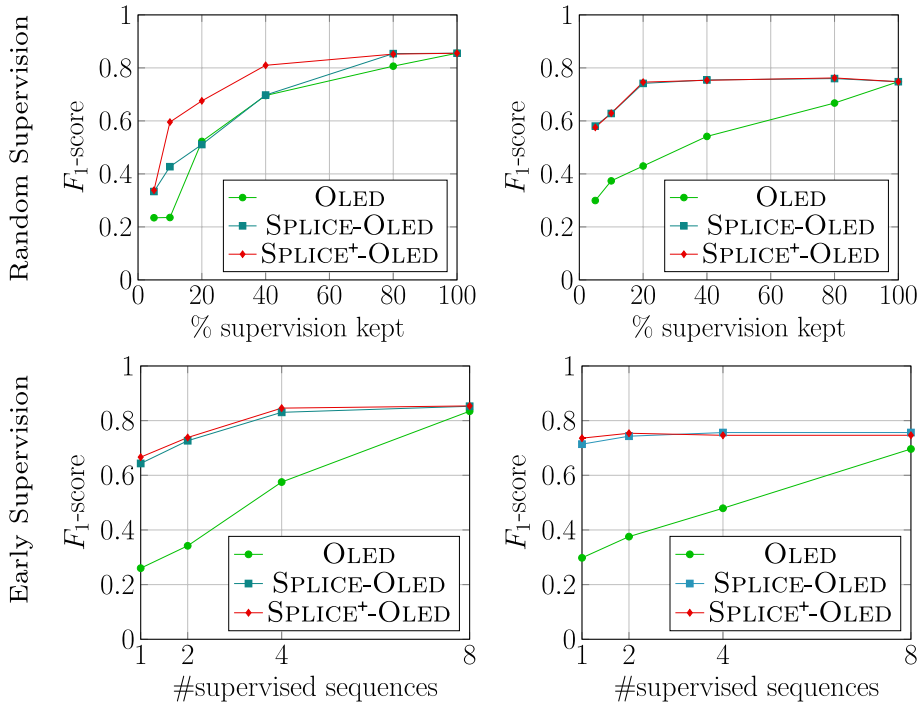 Random Supervision
F₁-score
1
0.8
0.6
0.4
0.2
0
0 20 40 60 80 100
% supervision kept
OLED
SPLICE-OLED
SPLICE⁺-OLED
F₁-score
1
0.8
0.6
0.4
0.2
0
0 20 40 60 80 100
% supervision kept
OLED
SPLICE-OLED
SPLICE⁺-OLED
Early Supervision
F₁-score
1
0.8
0.6
0.4
0.2
0
1 2 4 8
#supervised sequences
OLED
SPLICE-OLED
SPLICE⁺-OLED
F₁-score
1
0.8
0.6
0.4
0.2
0
1 2 4 8
#supervised sequences
OLED
SPLICE-OLED
SPLICE⁺-OLED